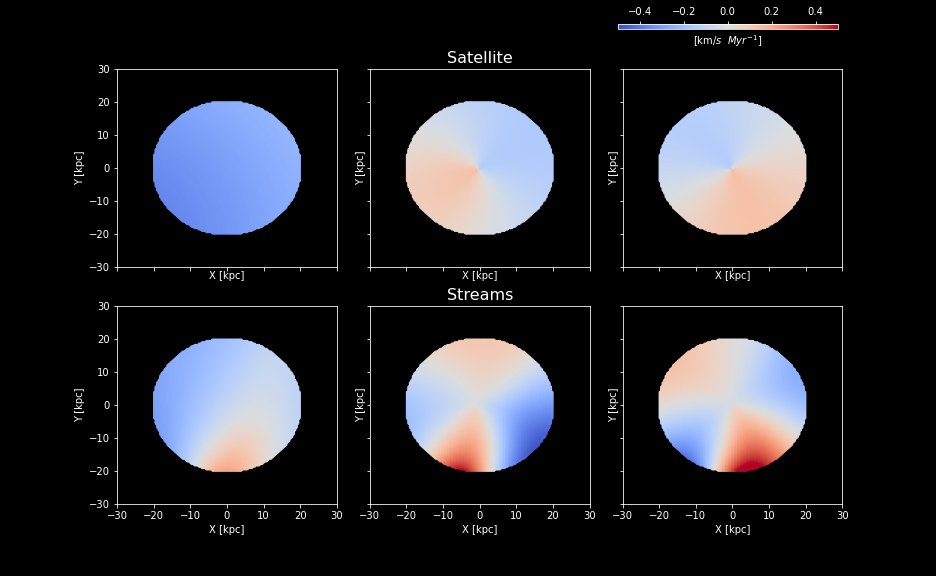 −0.4 −0.2 0.0 0.2 0.4
[km/s Myr⁻¹]
Satellite
30
20
10
0
−10
−20
−30
Y [kpc]
Y [kpc]
Y [kpc]
X [kpc] X [kpc] X [kpc]
Streams
30
20
10
0
−10
−20
−30
Y [kpc]
Y [kpc]
Y [kpc]
−30 −20 −10 0 10 20 30 −30 −20 −10 0 10 20 30 −30 −20 −10 0 10 20 30
X [kpc] X [kpc] X [kpc]